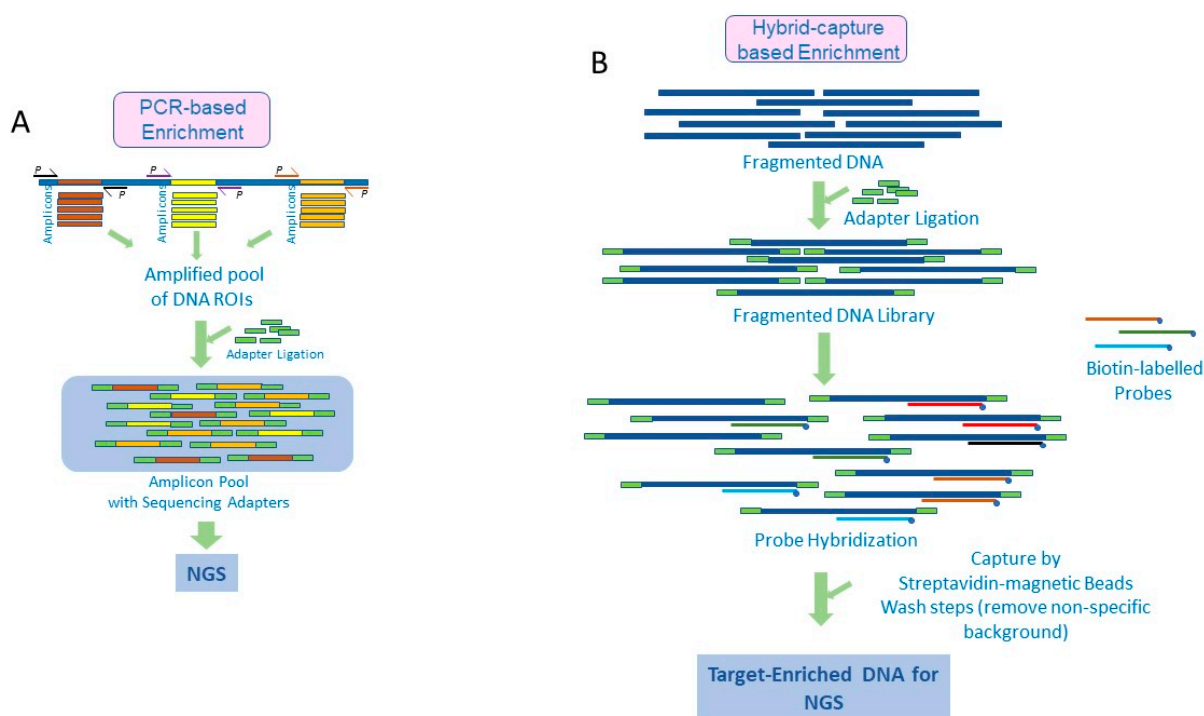 A
PCR-based
Enrichment
P
P
P
P
P
P
Amplicons
Amplicons
Amplicons
Amplified pool
of DNA ROIs
Adapter Ligation
Amplicon Pool
with Sequencing Adapters
NGS
B
Hybrid-capture
based Enrichment
Fragmented DNA
Adapter Ligation
Fragmented DNA Library
Biotin-labelled
Probes
Probe Hybridization
Capture by
Streptavidin-magnetic Beads
Wash steps (remove non-specific
background)
Target-Enriched DNA for
NGS